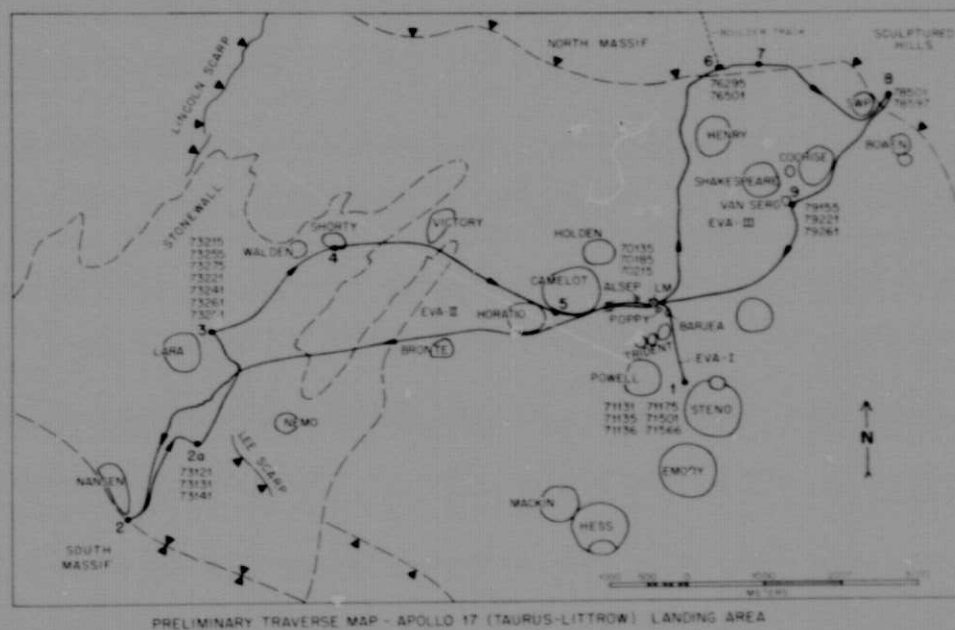 LINCOLN SCARP
NORTH MASSIF
BOULDER TRACK
SCULPTURED
HILLS
6
7
8
76295
76501
78501
78597
SWP
BOWEN
HENRY
COCHISE
SHAKESPEARE
VAN SERG
9
79155
79221
79261
EVA-III
STONEWALL
SHORTY
VICTORY
WALDEN
4
73215
73255
73275
73221
73241
73261
3
LARA
HOLDEN
70135
70185
70215
CAMELOT
ALSEP
LM
5
HORATIO
POPPY
BARJEA
TRIDENT
EVA-II
BRONTE
EVA-I
POWELL
1
STENO
71131 71175
71135 71501
71136 71566
NEMO
LEE SCARP
2a
73121
73131
73141
NANSEN
2
SOUTH
MASSIF
EMORY
MACKIN
HESS
N
METERS
PRELIMINARY TRAVERSE MAP - APOLLO 17 (TAURUS-LITTROW) LANDING AREA